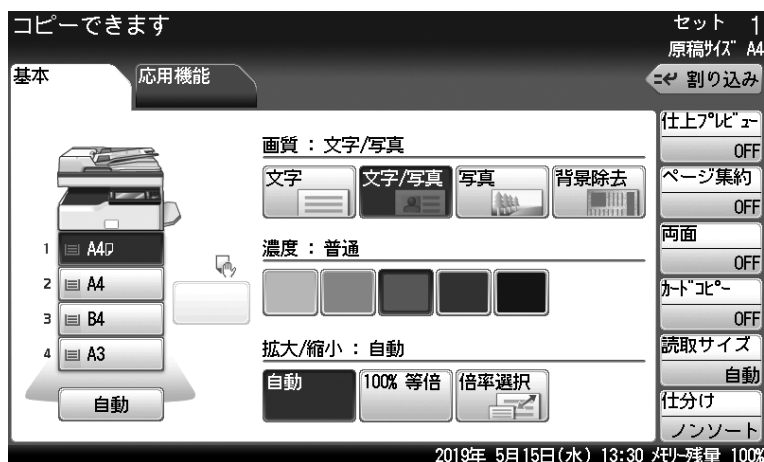 コピーできます
セット 1
原稿ｻｲｽﾞ A4
基本
応用機能
割り込み
画質：文字/写真
文字
文字/写真
写真
背景除去
濃度：普通
拡大/縮小：自動
自動
100% 等倍
倍率選択
1 A4
2 A4
3 B4
4 A3
自動
仕上ﾌﾟﾚﾋﾞｭｰ
OFF
ページ集約
OFF
両面
OFF
ｶｰﾄﾞｺﾋﾟｰ
OFF
読取サイズ
自動
仕分け
ノンソート
2019年 5月15日(水) 13:30 ﾒﾓﾘｰ残量 100%